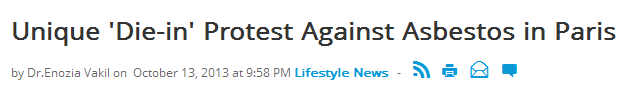 Unique 'Die-in' Protest Against Asbestos in Paris
by Dr.Enozia Vakil on October 13, 2013 at 9:58 PM Lifestyle News -